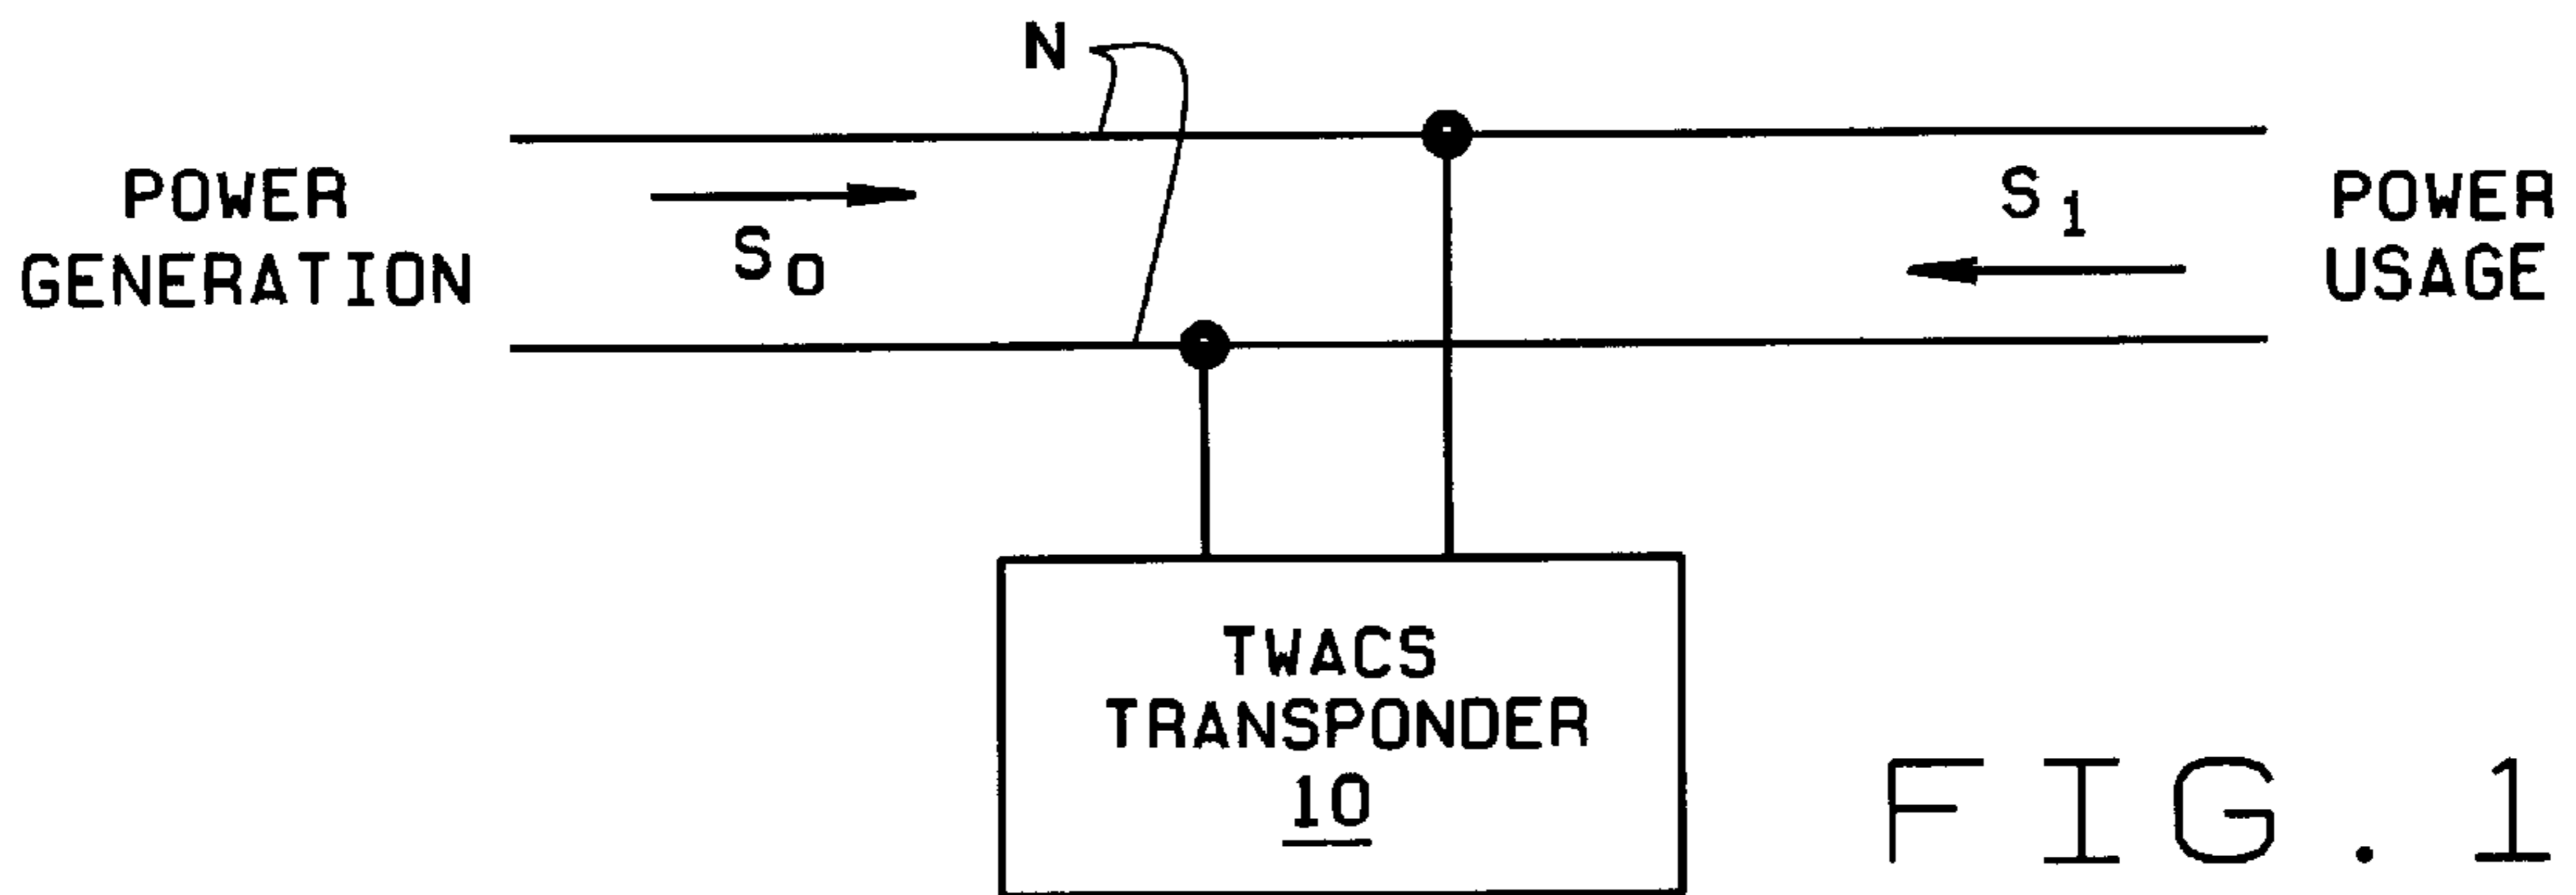 N
POWER
GENERATION
S0
S1
POWER
USAGE
TWACS
TRANSPONDER
10
FIG. 1